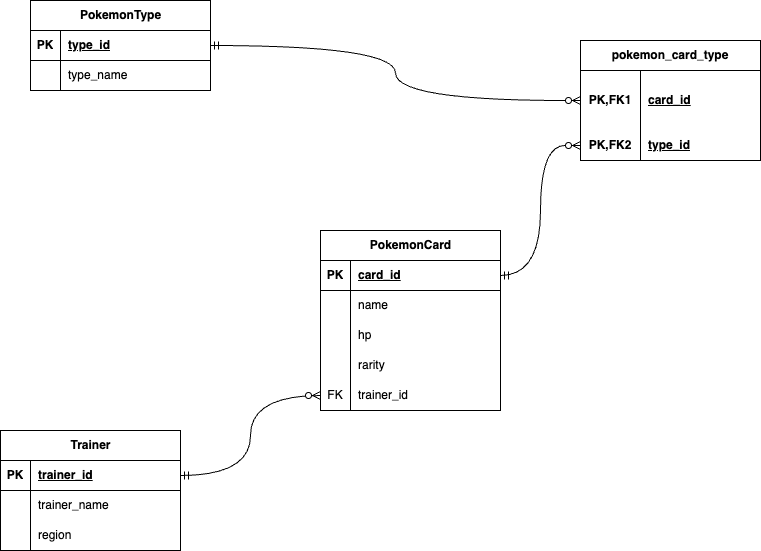 PokemonType
PK type_id
type_name
pokemon_card_type
PK,FK1 card_id
PK,FK2 type_id
PokemonCard
PK card_id
name
hp
rarity
FK trainer_id
Trainer
PK trainer_id
trainer_name
region